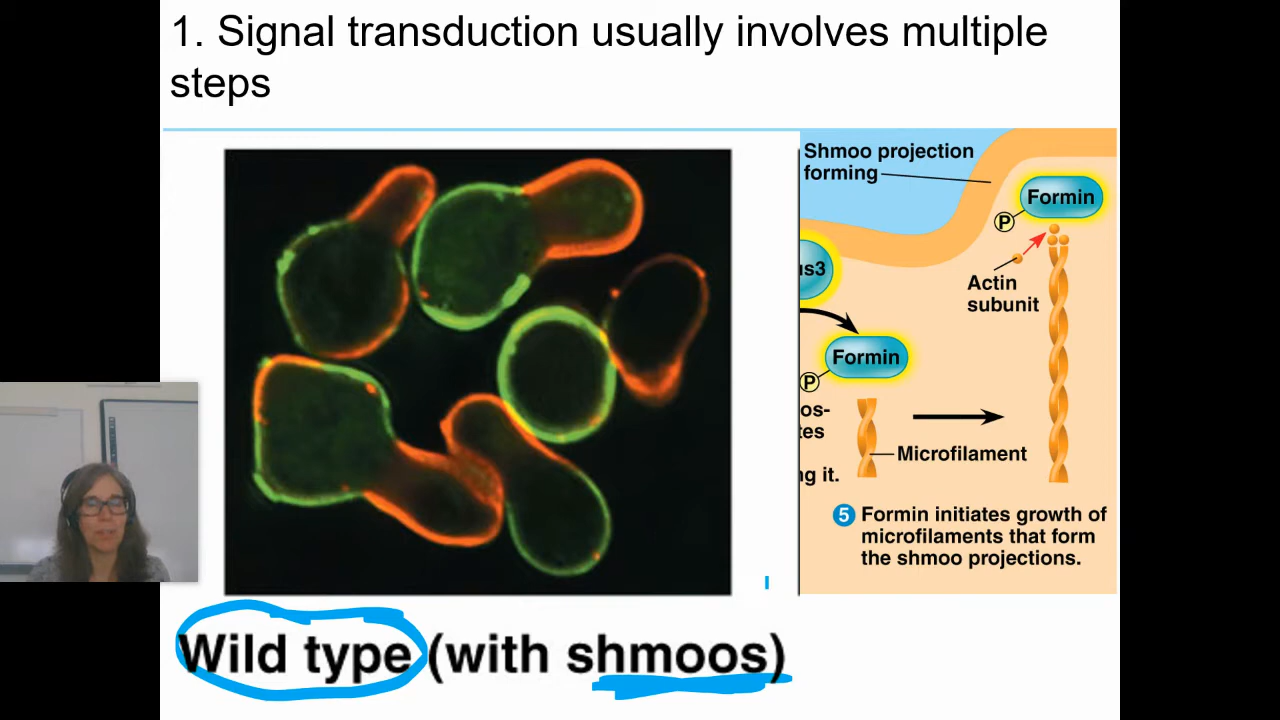 1. Signal transduction usually involves multiple
steps
Shmoo projection
forming
Formin
P
Actin
subunit
us3
Formin
P
os-
tes
ng it.
Microfilament
5 Formin initiates growth of
microfilaments that form
the shmoo projections.
Wild type (with shmoos)